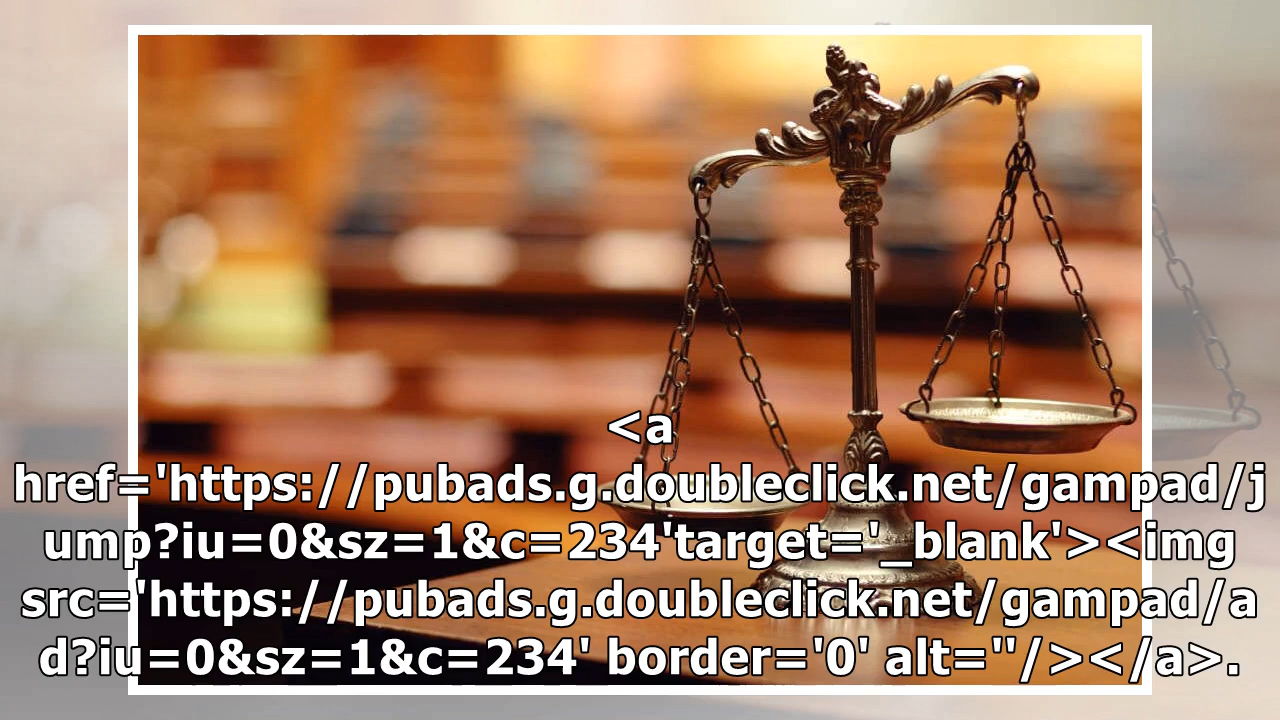 <a
href='https://pubads.g.doubleclick.net/gampad/j
ump?iu=0&sz=1&c=234'target='_blank'><img
src='https://pubads.g.doubleclick.net/gampad/a
d?iu=0&sz=1&c=234' border='0' alt=''/></a>.